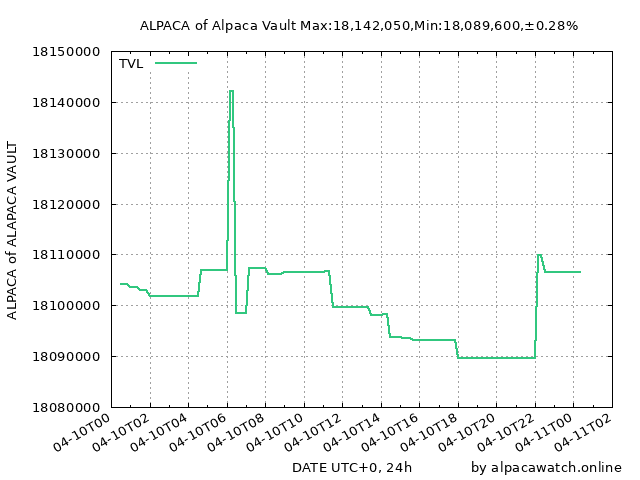 ALPACA of Alpaca Vault Max:18,142,050,Min:18,089,600,±0.28%
TVL
ALPACA of ALAPACA VAULT
18150000
18140000
18130000
18120000
18110000
18100000
18090000
18080000
04-10T00
04-10T02
04-10T04
04-10T06
04-10T08
04-10T10
04-10T12
04-10T14
04-10T16
04-10T18
04-10T20
04-10T22
04-11T00
04-11T02
DATE UTC+0, 24h
by alpacawatch.online